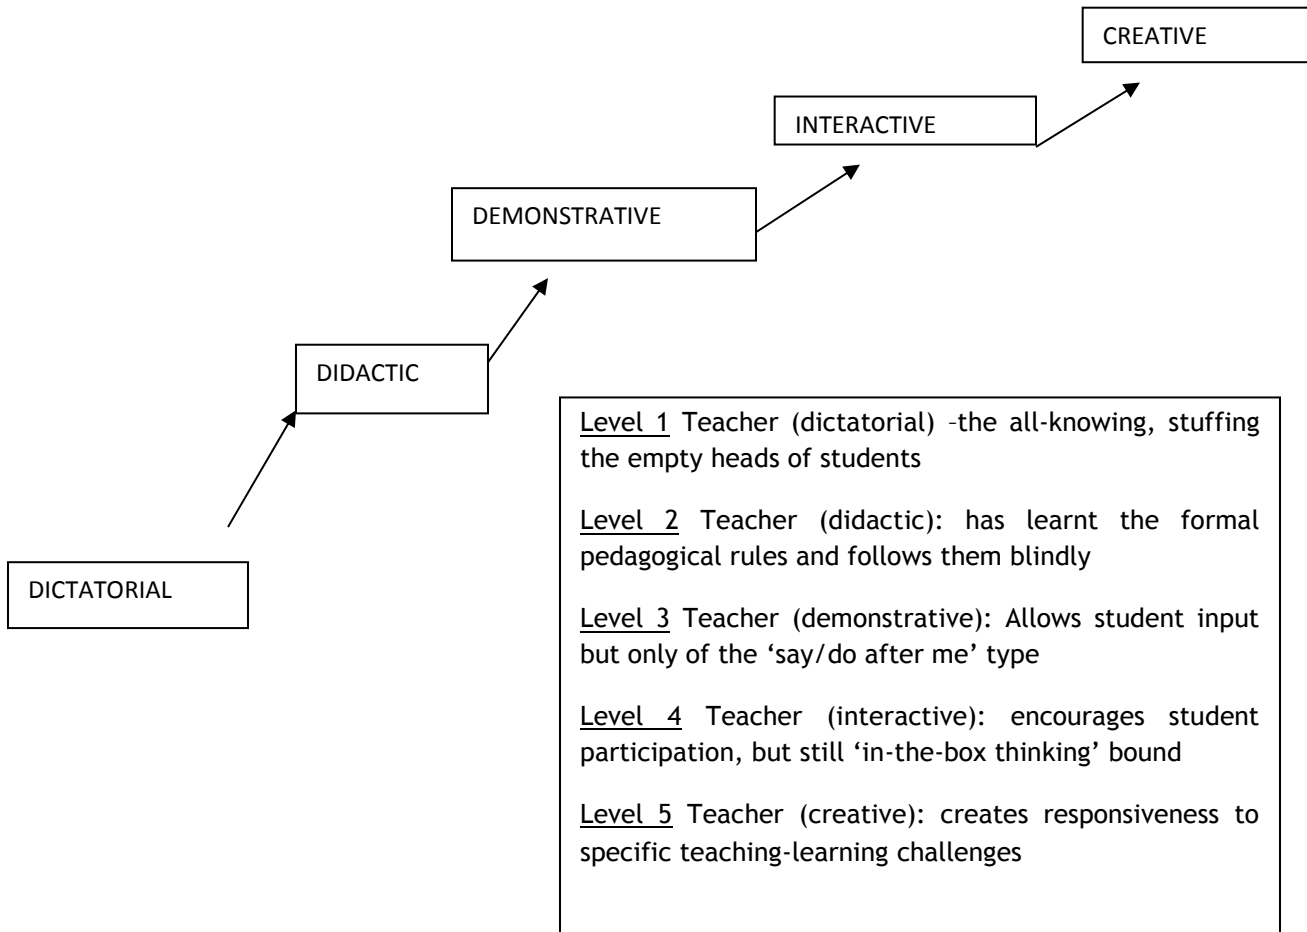 CREATIVE
INTERACTIVE
DEMONSTRATIVE
DIDACTIC
DICTATORIAL
Level 1 Teacher (dictatorial) –the all-knowing, stuffing
the empty heads of students
Level 2 Teacher (didactic): has learnt the formal
pedagogical rules and follows them blindly
Level 3 Teacher (demonstrative): Allows student input
but only of the ‘say/do after me’ type
Level 4 Teacher (interactive): encourages student
participation, but still ‘in-the-box thinking’ bound
Level 5 Teacher (creative): creates responsiveness to
specific teaching-learning challenges